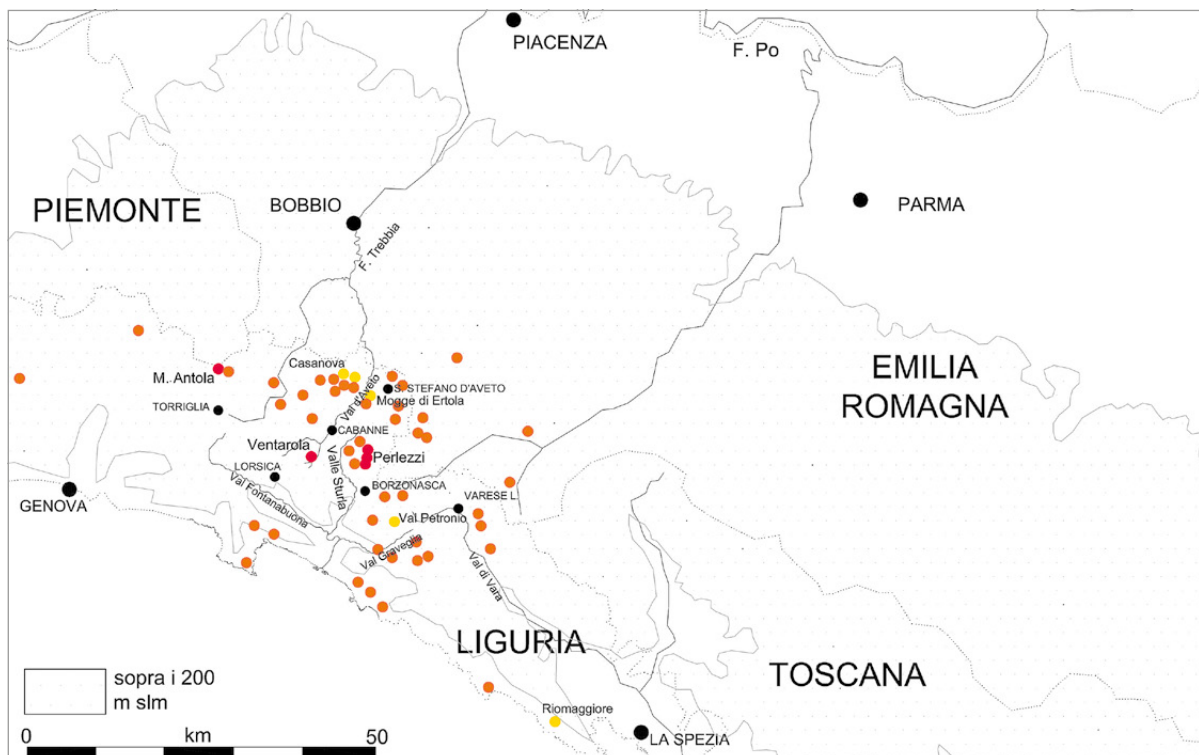 PIACENZA
F. Po
PIEMONTE
BOBBIO
PARMA
F. Trebbia
Casanova
M. Antola
S. STEFANO D'AVETO
EMILIA
ROMAGNA
Val d'Aveto
Mogge di Ertola
TORRIGLIA
CABANNE
Ventarola
Perlezzi
LORSICA
Valle Sturla
BORZONASCA
VARESE L.
GENOVA
Val Fontanabuona
Val Petronio
Val Graveglia
Val di Vara
LIGURIA
TOSCANA
sopra i 200
m slm
Riomaggiore
0 km 50
LA SPEZIA